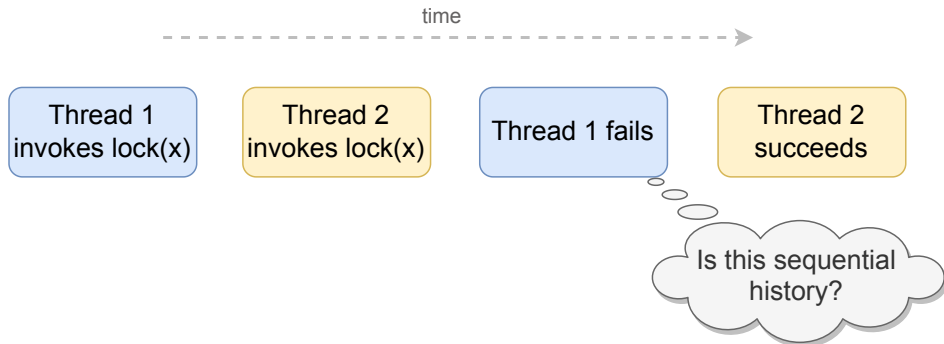 time
Thread 1
invokes lock(x)
Thread 2
invokes lock(x)
Thread 1 fails
Thread 2
succeeds
Is this sequential
history?